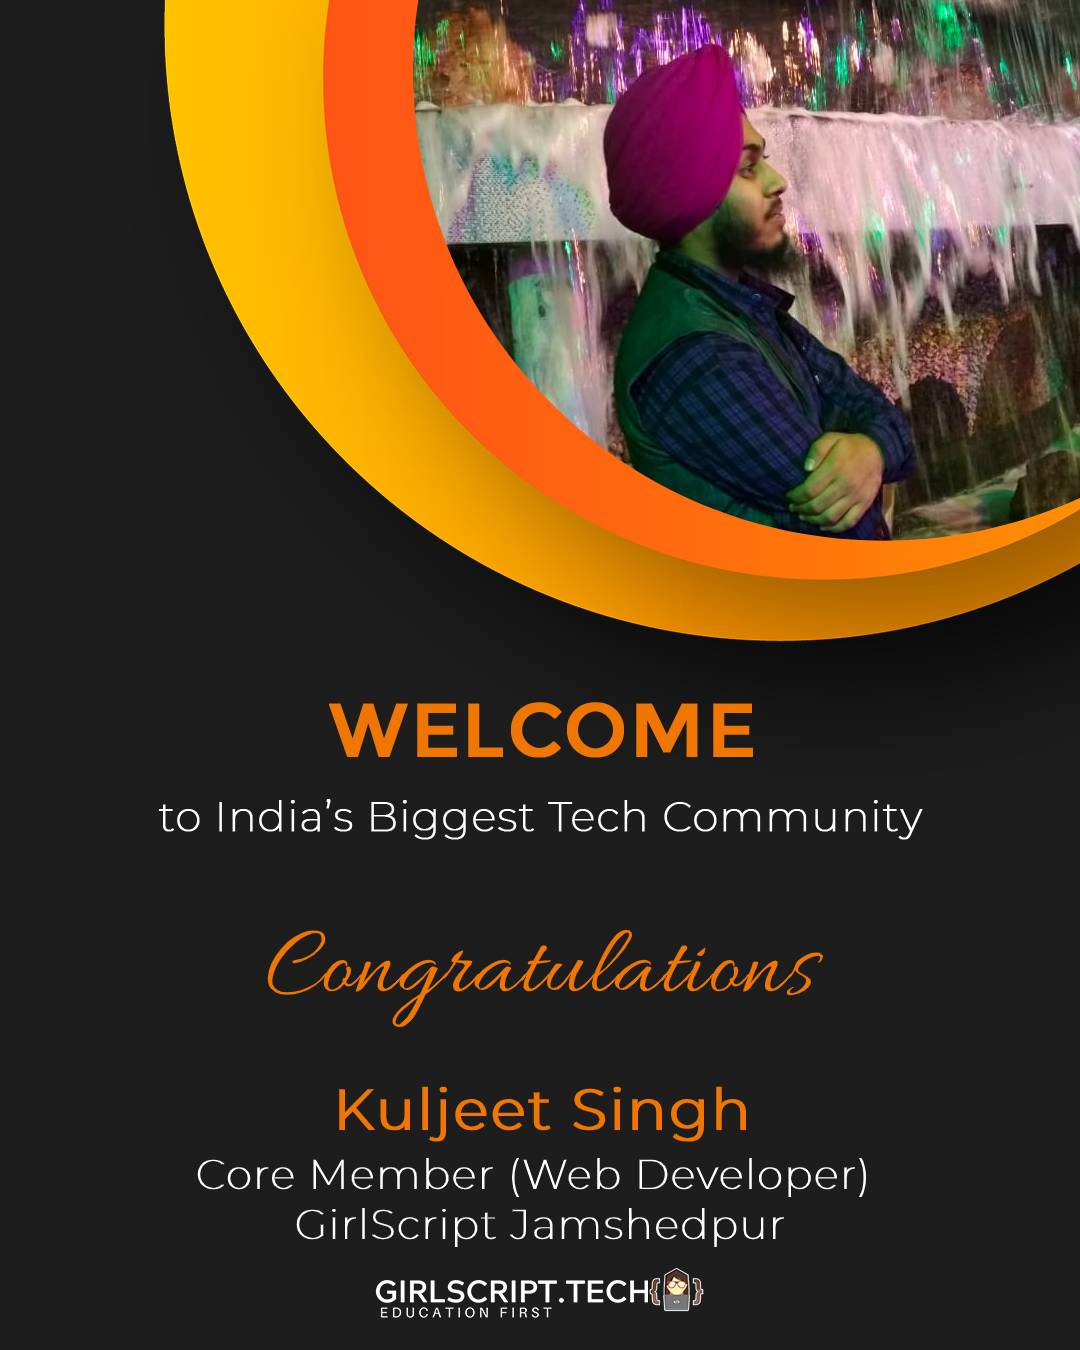 WELCOME
to India’s Biggest Tech Community
Congratulations
Kuljeet Singh
Core Member (Web Developer)
GirlScript Jamshedpur
GIRLSCRIPT.TECH
EDUCATION FIRST